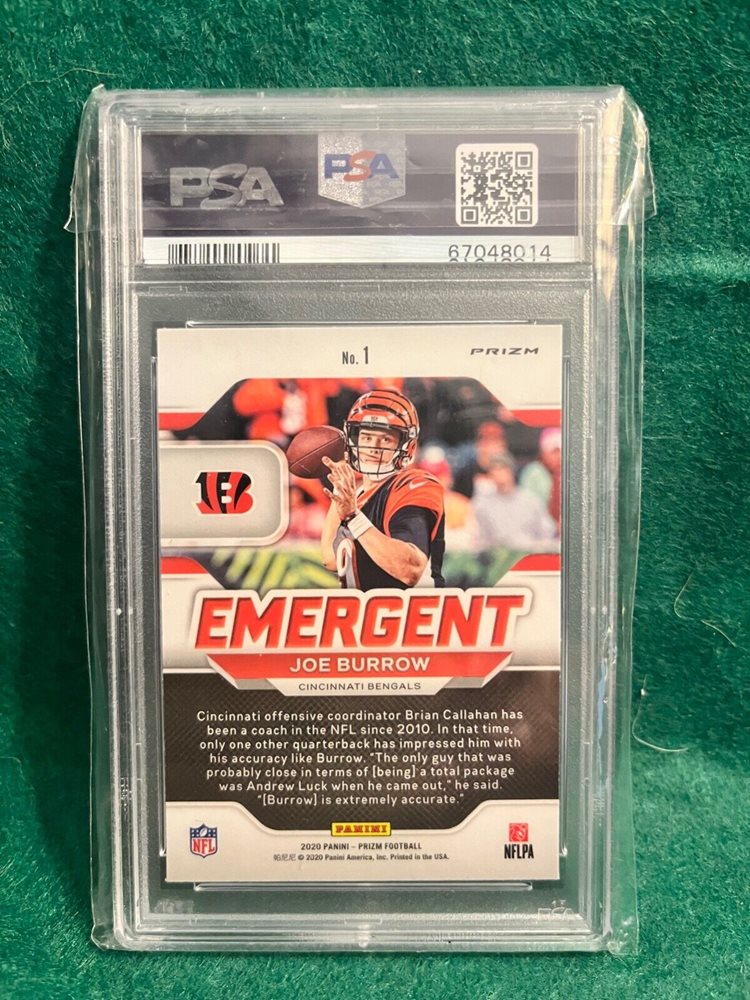 PSA
PSA
67048014
No. 1
PRIZM
B
EMERGENT
JOE BURROW
CINCINNATI BENGALS
Cincinnati offensive coordinator Brian Callahan has
been a coach in the NFL since 2010. In that time,
only one other quarterback has impressed him with
his accuracy like Burrow. "The only guy that was
probably close in terms of [being] a total package
was Andrew Luck when he came out," he said.
"[Burrow] is extremely accurate."
PANINI
NFL
2020 PANINI – PRIZM FOOTBALL
帕尼尼 © 2020 Panini America, Inc. Printed in the USA.
NFLPA
PSA